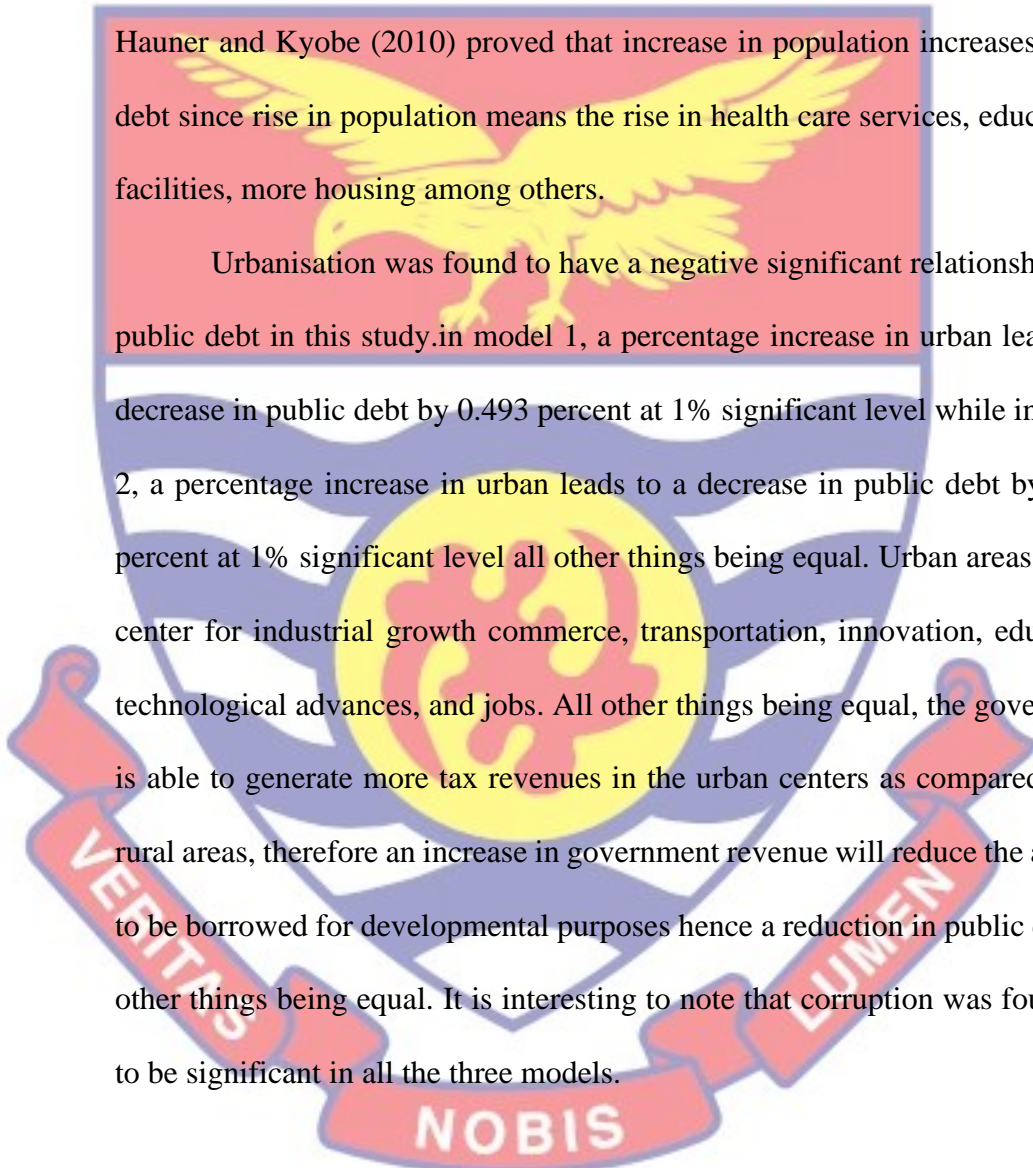 Hauner and Kyobe (2010) proved that increase in population increases
debt since rise in population means the rise in health care services, educ
facilities, more housing among others.
Urbanisation was found to have a negative significant relationsh
public debt in this study.in model 1, a percentage increase in urban lea
decrease in public debt by 0.493 percent at 1% significant level while in
2, a percentage increase in urban leads to a decrease in public debt by
percent at 1% significant level all other things being equal. Urban areas
center for industrial growth commerce, transportation, innovation, edu
technological advances, and jobs. All other things being equal, the gove
is able to generate more tax revenues in the urban centers as compared
rural areas, therefore an increase in government revenue will reduce the a
to be borrowed for developmental purposes hence a reduction in public
other things being equal. It is interesting to note that corruption was fou
to be significant in all the three models.
VERITAS
NOBIS
LUMEN